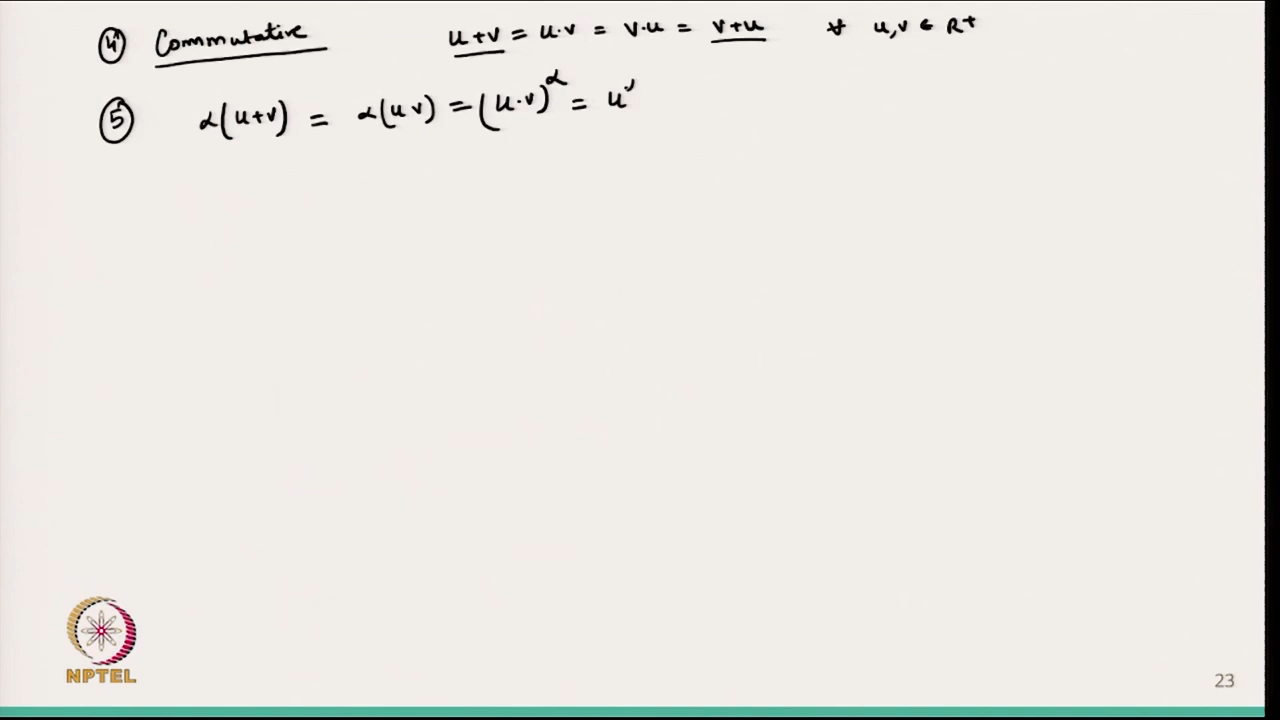 ④ Commutative u+v = u·v = v·u = v+u ∀ u,v ∈ R⁺
⑤ α(u+v) = α(u v) = (u·v)^α = u
NPTEL
23